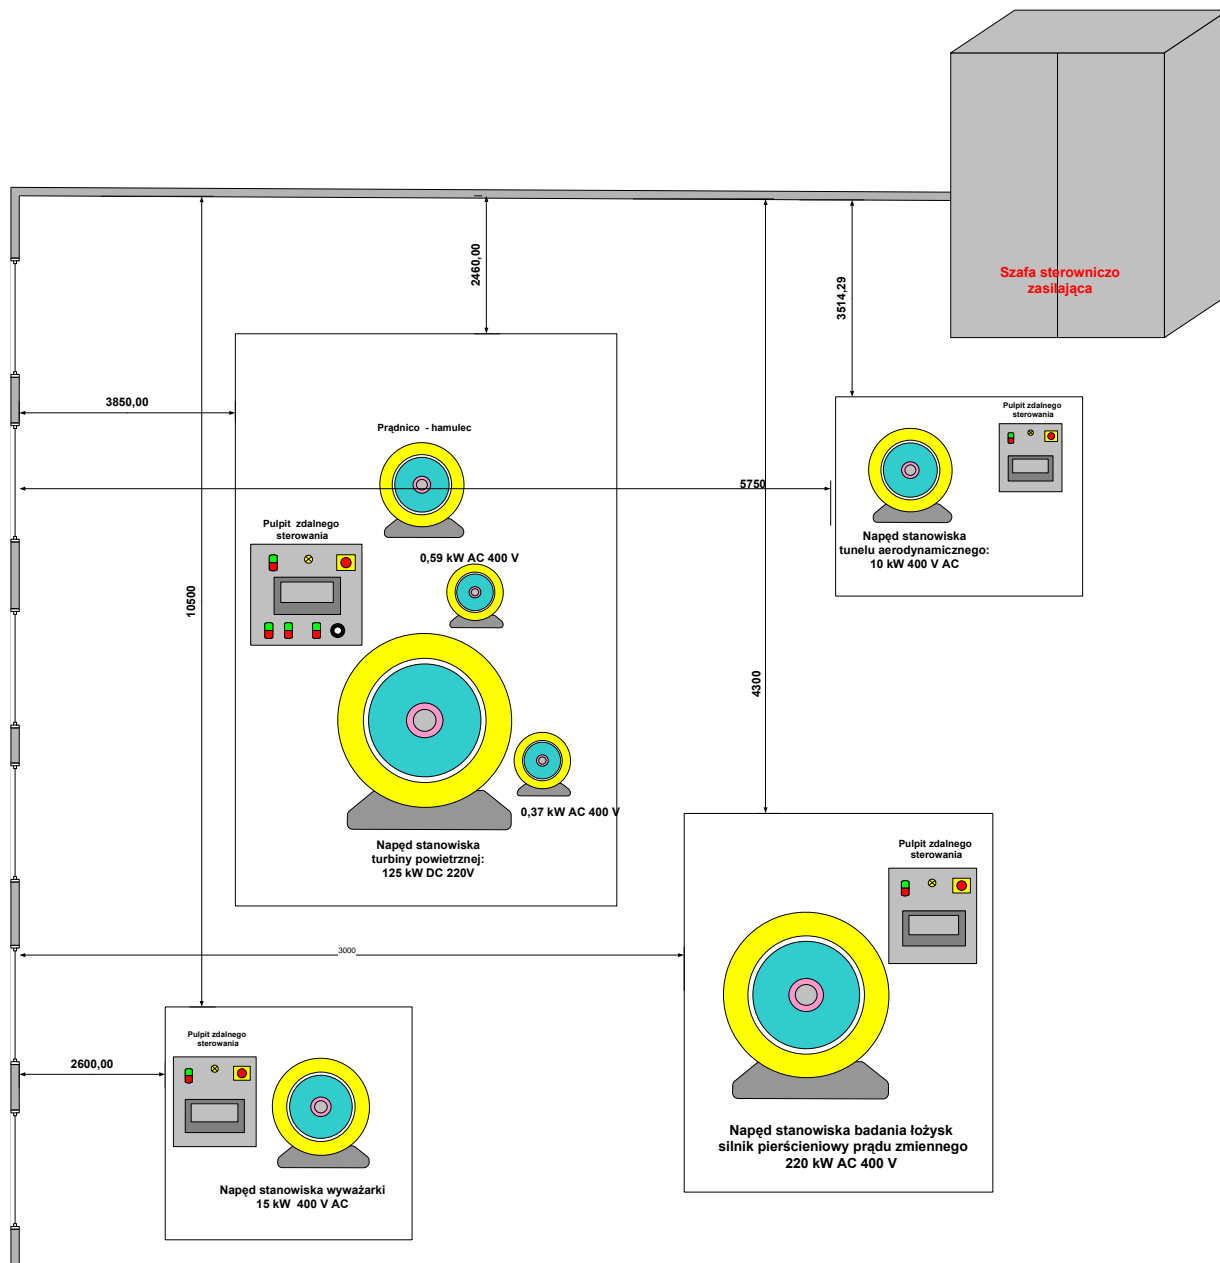 Szafa sterowniczo
zasilająca
2460,00
3514,29
3850,00
Prądnico - hamulec
Pulpit zdalnego
sterowania
5750
Pulpit zdalnego
sterowania
Napęd stanowiska
tunelu aerodynamicznego:
10 kW 400 V AC
0,59 kW AC 400 V
10500
4300
0,37 kW AC 400 V
Napęd stanowiska
turbiny powietrznej:
125 kW DC 220V
Pulpit zdalnego
sterowania
3000
Pulpit zdalnego
sterowania
2600,00
Napęd stanowiska badania łożysk
silnik pierścieniowy prądu zmiennego
220 kW AC 400 V
Napęd stanowiska wyważarki
15 kW 400 V AC